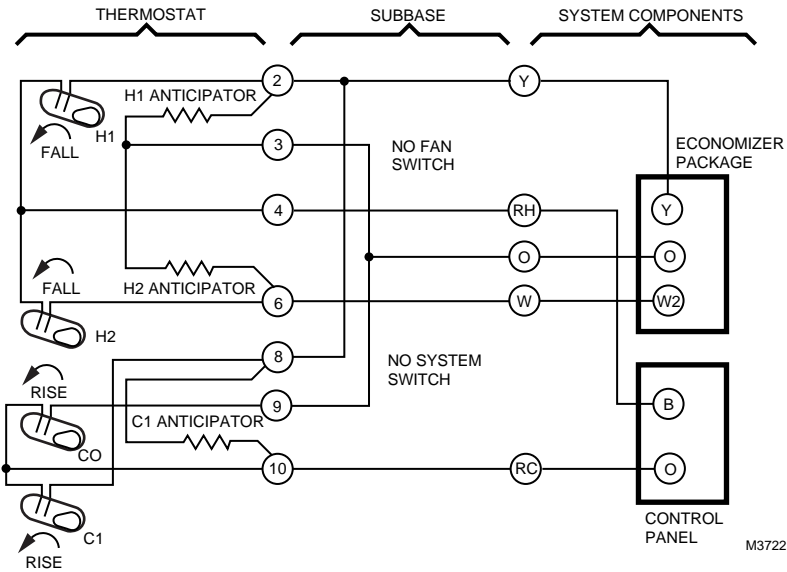 THERMOSTAT
SUBBASE
SYSTEM COMPONENTS
2
Y
H1 ANTICIPATOR
H1
FALL
3
NO FAN
SWITCH
ECONOMIZER
PACKAGE
4
RH
Y
O
O
FALL
H2 ANTICIPATOR
6
W
W2
H2
8
NO SYSTEM
SWITCH
RISE
9
B
C1 ANTICIPATOR
CO
10
RC
O
C1
RISE
CONTROL
PANEL
M3722